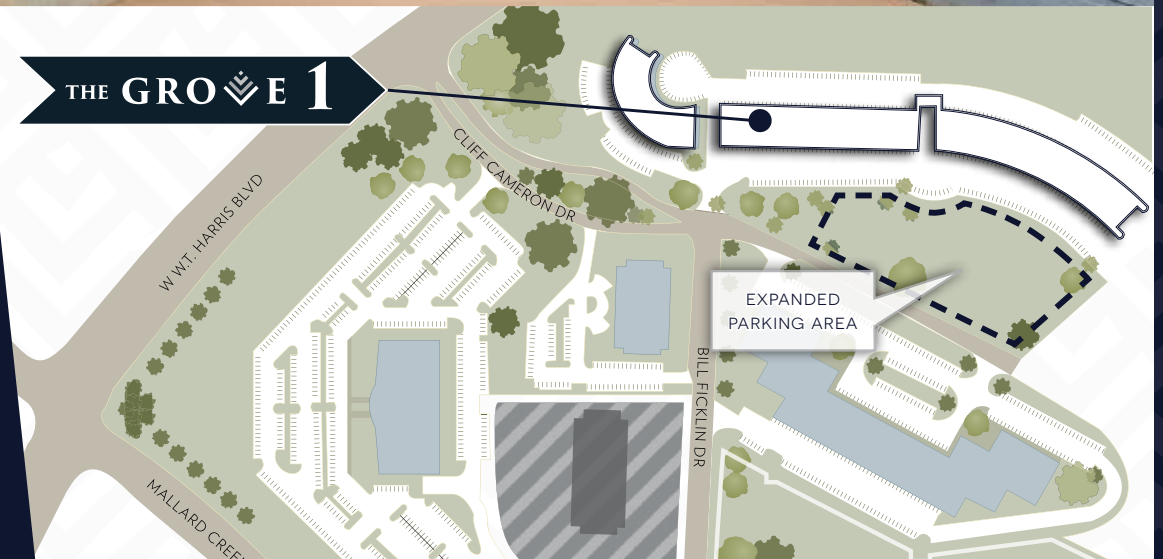 THE GROVE 1
CLIFF CAMERON DR
W W.T. HARRIS BLVD
EXPANDED
PARKING AREA
BILL FICKLIN DR
MALLARD CREE